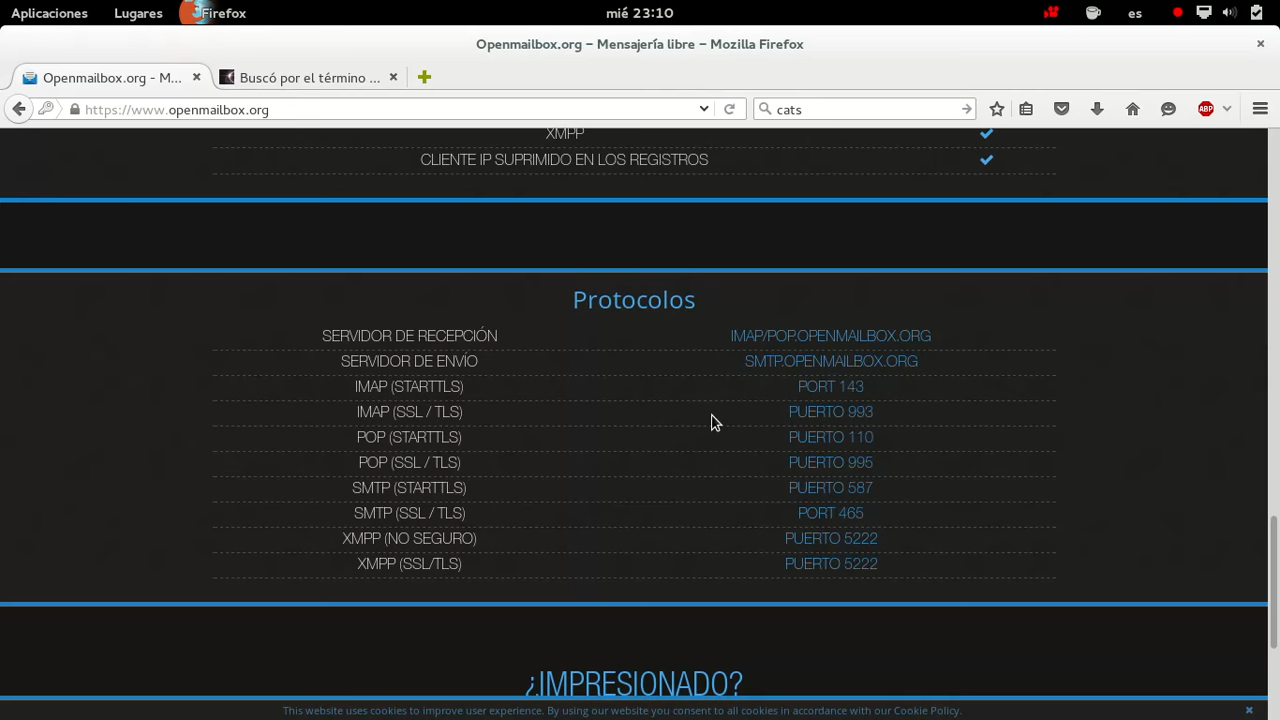 Aplicaciones Lugares Firefox mié 23:10 es
Openmailbox.org – Mensajería libre – Mozilla Firefox
Openmailbox.org - M... Buscó por el término ...
https://www.openmailbox.org cats ABP
XMPP
CLIENTE IP SUPRIMIDO EN LOS REGISTROS
Protocolos
SERVIDOR DE RECEPCIÓN IMAP/POP.OPENMAILBOX.ORG
SERVIDOR DE ENVÍO SMTP.OPENMAILBOX.ORG
IMAP (STARTTLS) PORT 143
IMAP (SSL / TLS) PUERTO 993
POP (STARTTLS) PUERTO 110
POP (SSL / TLS) PUERTO 995
SMTP (STARTTLS) PUERTO 587
SMTP (SSL / TLS) PORT 465
XMPP (NO SEGURO) PUERTO 5222
XMPP (SSL/TLS) PUERTO 5222
¿IMPRESIONADO?
This website uses cookies to improve user experience. By using our website you consent to all cookies in accordance with our Cookie Policy.